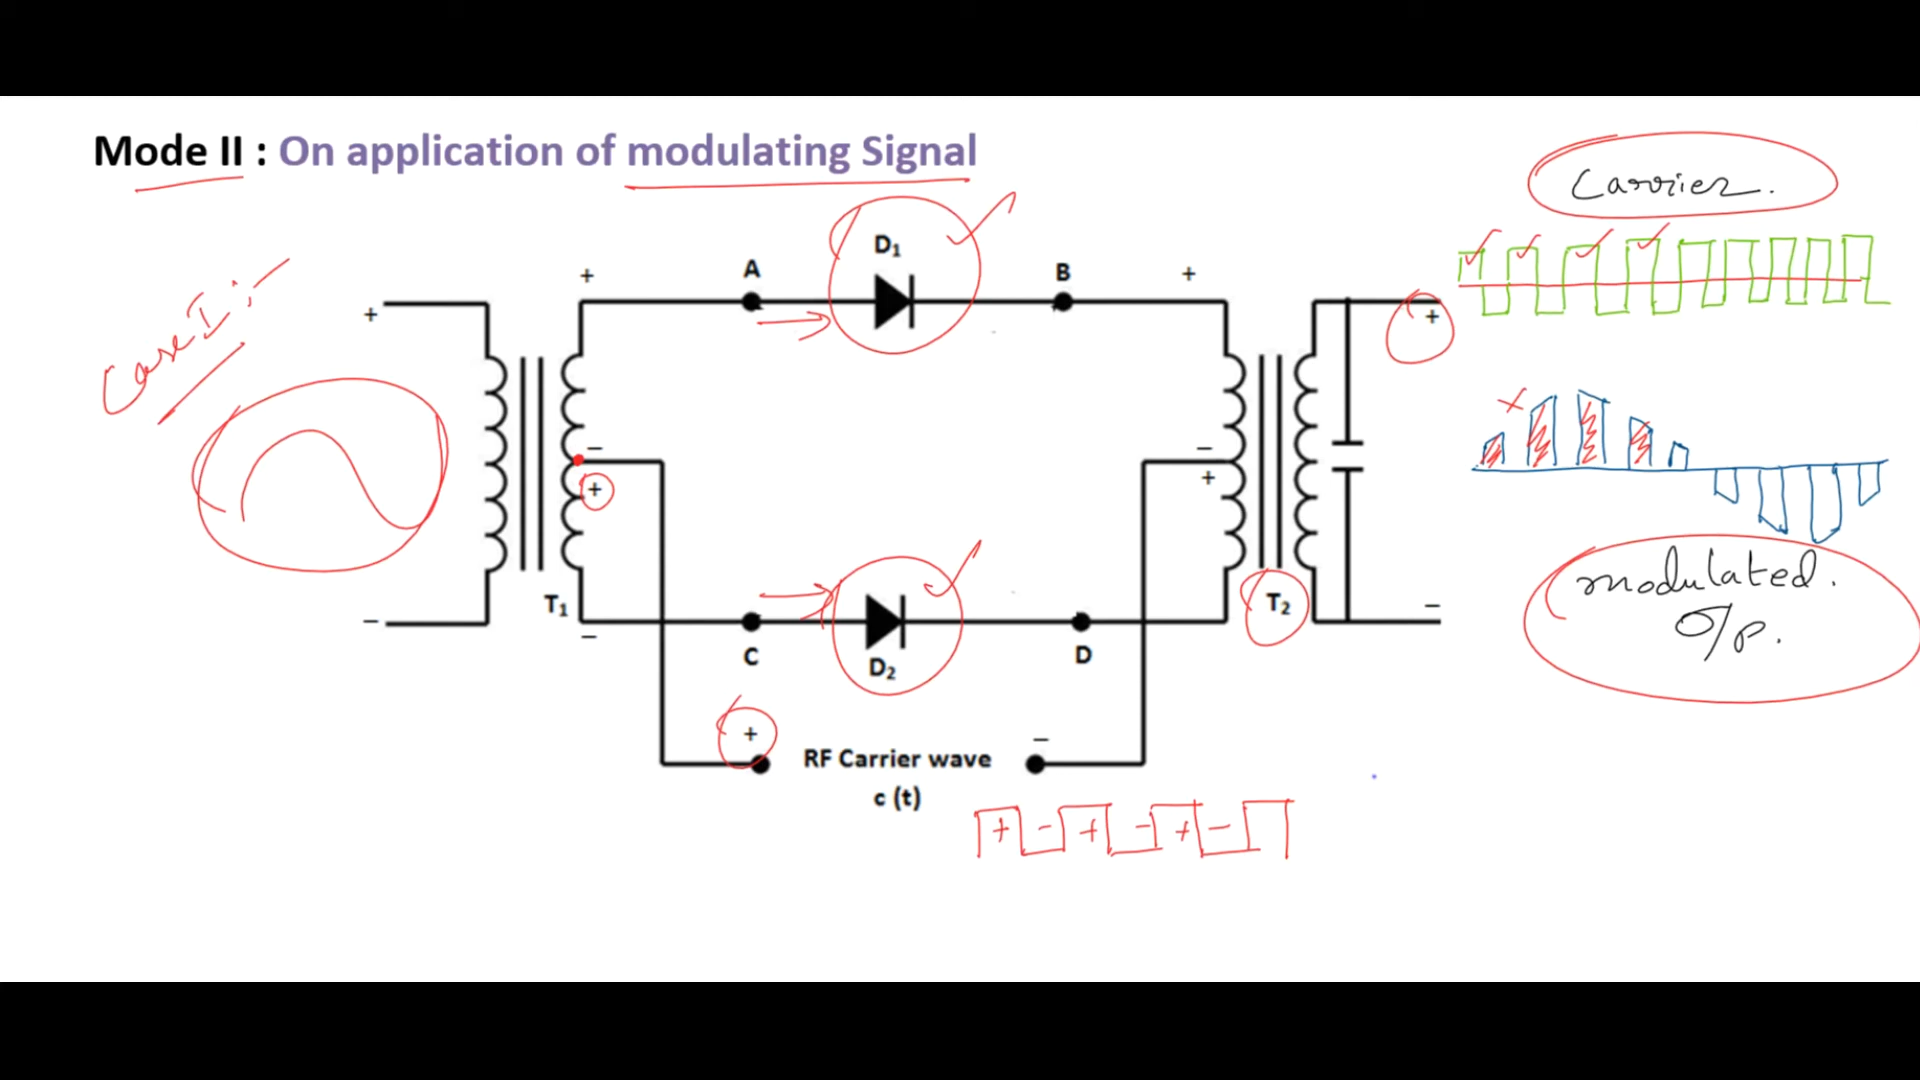 Mode II : On application of modulating Signal
Carrier.
Case I :-
+
+
A
D₁
B
+
+
−
+
−
+
T₁
−
−
C
D₂
D
T₂
−
modulated.
O/p.
+
RF Carrier wave
−
c (t)
+ − + − + −